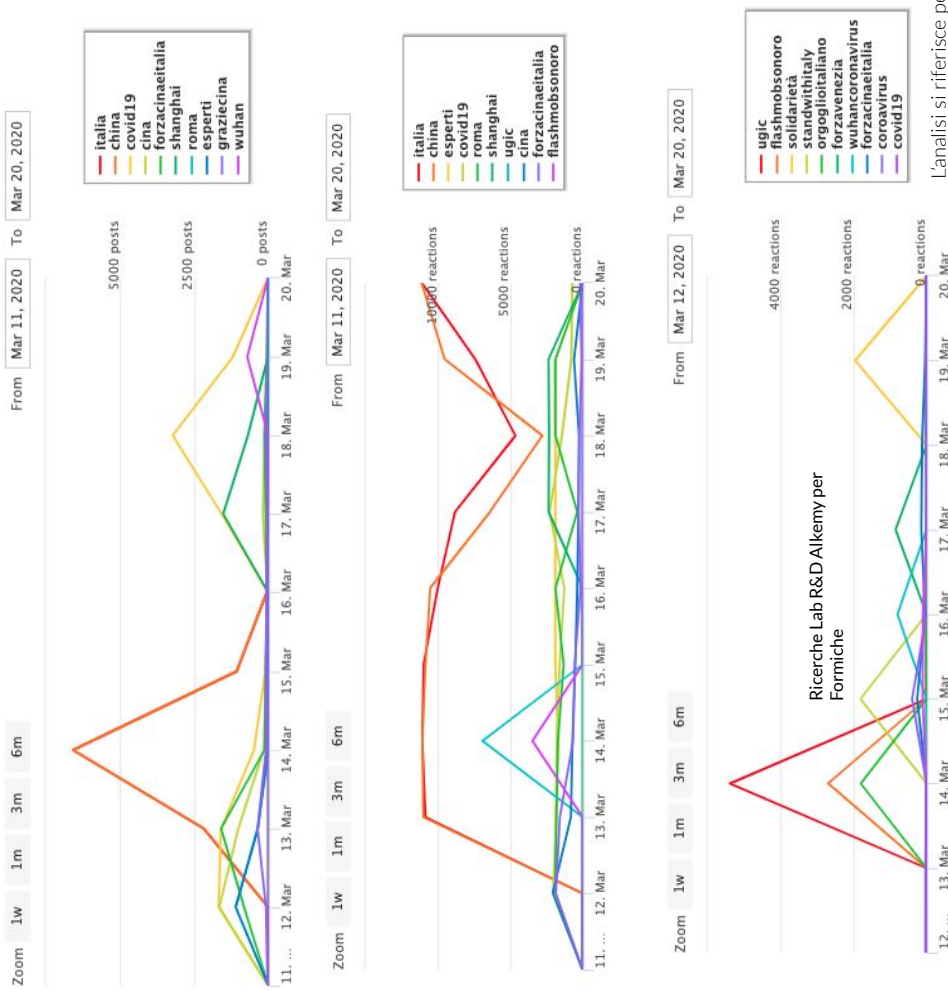 Zoom 1w 1m 3m 6m From Mar 11, 2020 To Mar 20, 2020
5000 posts
2500 posts
0 posts
11. ... 12. Mar 13. Mar 14. Mar 15. Mar 16. Mar 17. Mar 18. Mar 19. Mar 20. Mar
italia
china
covid19
cina
forzacinaeitalia
shanghai
roma
esperti
graziecina
wuhan
Zoom 1w 1m 3m 6m From Mar 11, 2020 To Mar 20, 2020
10000 reactions
5000 reactions
0 reactions
11. ... 12. Mar 13. Mar 14. Mar 15. Mar 16. Mar 17. Mar 18. Mar 19. Mar 20. Mar
italia
china
esperti
covid19
roma
shanghai
ugic
cina
forzacinaeitalia
flashmobsonoro
Zoom 1w 1m 3m 6m From Mar 12, 2020 To Mar 20, 2020
4000 reactions
2000 reactions
0 reactions
12. ... 13. Mar 14. Mar 15. Mar 16. Mar 17. Mar 18. Mar 19. Mar 20. Mar
ugic
flashmobsonoro
solidarietà
standwithitaly
orgoglioitaliano
forzavenezia
wuhancoronavirus
forzacinaeitalia
coroavirus
covid19
Ricerche Lab R&D Alkemy per
Formiche
L'analisi si riferisce